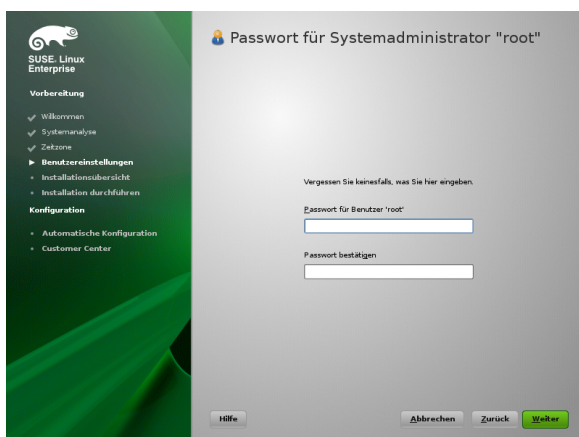 SUSE Linux
Enterprise
Vorbereitung
Willkommen
Systemanalyse
Zeitzone
Benutzereinstellungen
Installationsübersicht
Installation durchführen
Konfiguration
Automatische Konfiguration
Customer Center
Passwort für Systemadministrator "root"
Vergessen Sie keinesfalls, was Sie hier eingeben.
Passwort für Benutzer 'root'
Passwort bestätigen
Hilfe
Abbrechen
Zurück
Weiter